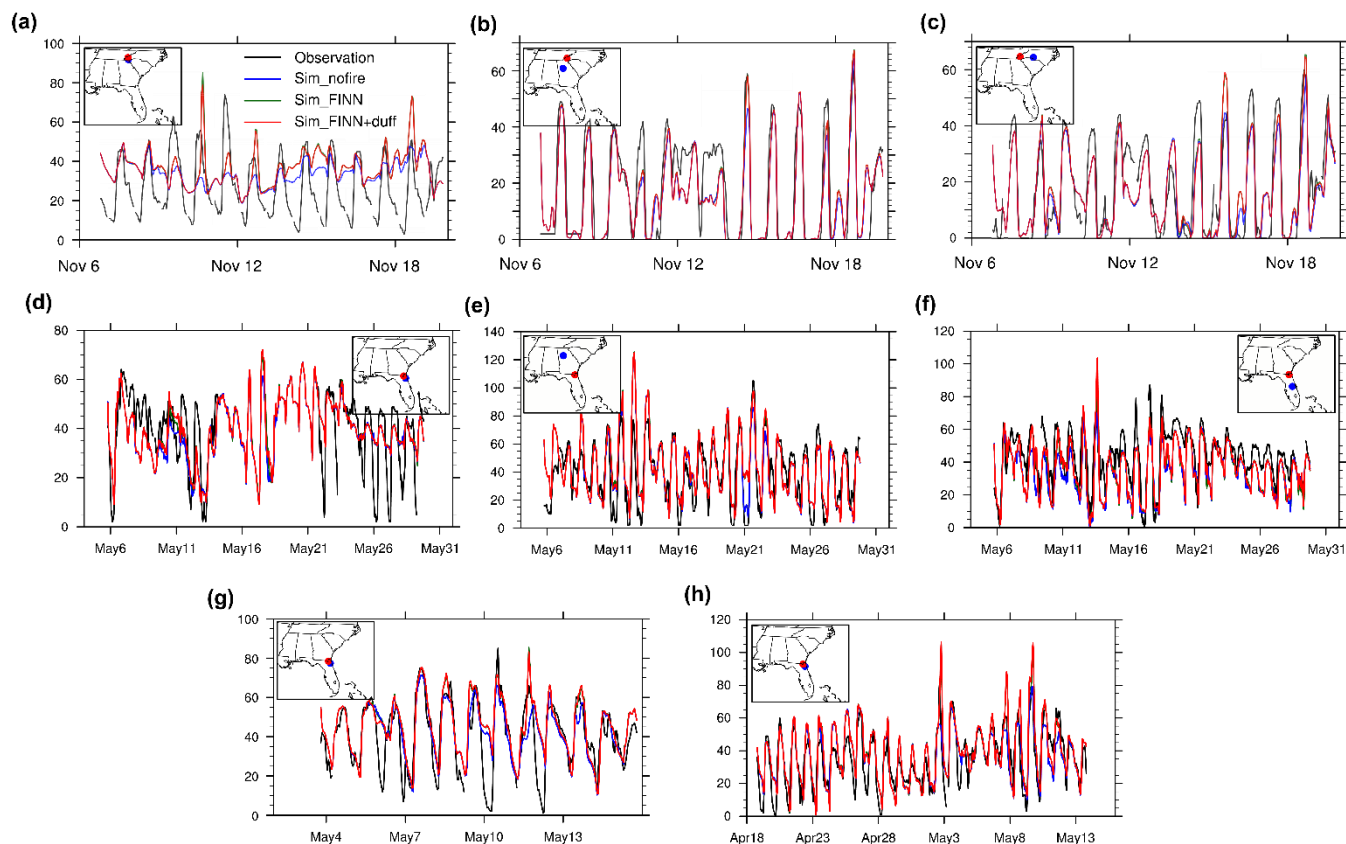 (a)
100
80
60
40
20
0
Observation
Sim_nofire
Sim_FINN
Sim_FINN+duff
Nov 6
Nov 12
Nov 18
(b)
60
40
20
0
Nov 6
Nov 12
Nov 18
(c)
60
40
20
0
Nov 6
Nov 12
Nov 18
(d)
80
60
40
20
0
May6
May11
May16
May21
May26
May31
(e)
140
120
100
80
60
40
20
0
May6
May11
May16
May21
May26
May31
(f)
120
100
80
60
40
20
0
May6
May11
May16
May21
May26
May31
(g)
100
80
60
40
20
0
May4
May7
May10
May13
(h)
120
100
80
60
40
20
0
Apr18
Apr23
Apr28
May3
May8
May13